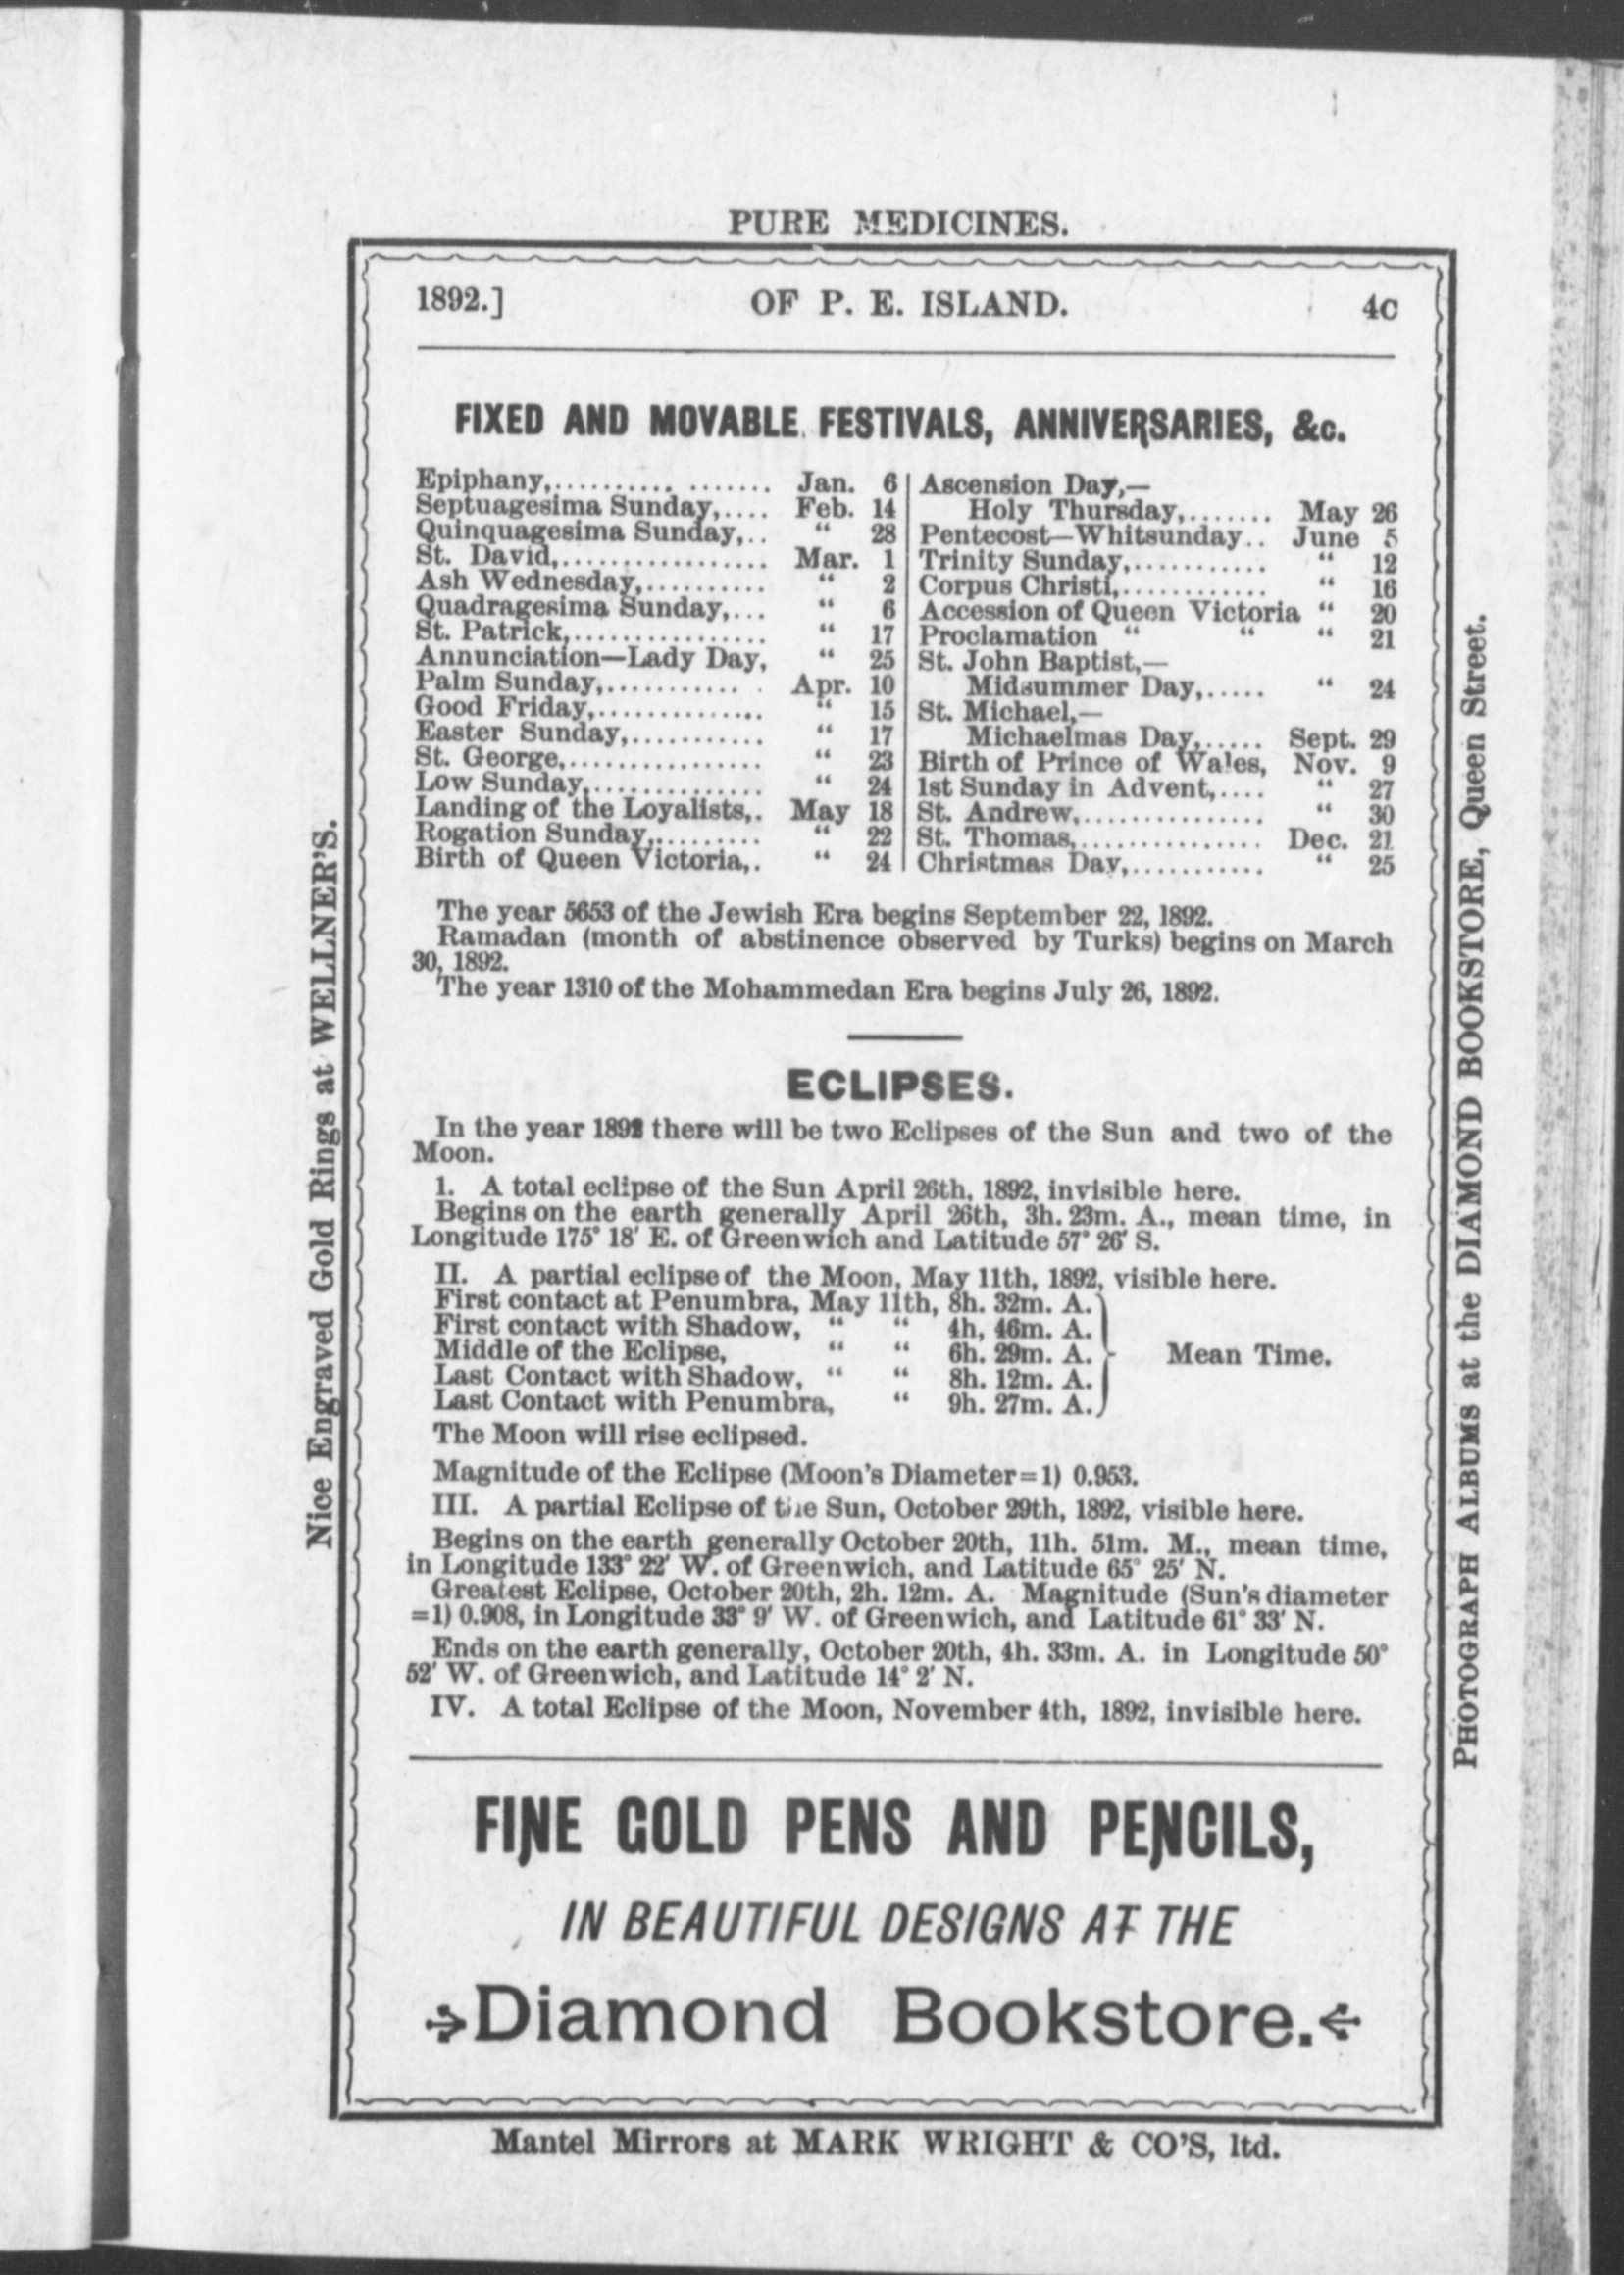 PURE MEDICINES.
1892.] OF P. E. ISLAND. 4C
FIXED AND MOVABLE FESTIVALS, ANNIVERSARIES, &c.
Epiphany,.......... ....... Jan. 6
Septuagesima Sunday,.... Feb. 14
Quinquagesima Sunday,.. " 28
St. David,.................. Mar. 1
Ash Wednesday,.......... " 2
Quadragesima Sunday,... " 6
St. Patrick,................ " 17
Annunciation—Lady Day, " 25
Palm Sunday,........... . Apr. 10
Good Friday,.............. " 15
Easter Sunday,............ " 17
St. George,................ " 23
Low Sunday,.............. " 24
Landing of the Loyalists,.. May 18
Rogation Sunday,.......... " 22
Birth of Queen Victoria,.. " 24
Ascension Day,—
Holy Thursday,....... May 26
Pentecost—Whitsunday.. June 5
Trinity Sunday,............ " 12
Corpus Christi,............ " 16
Accession of Queen Victoria " 20
Proclamation " " " 21
St. John Baptist,—
Midsummer Day,..... " 24
St. Michael,—
Michaelmas Day,..... Sept. 29
Birth of Prince of Wales, Nov. 9
1st Sunday in Advent,.... " 27
St. Andrew,................ " 30
St. Thomas,................ Dec. 21
Christmas Day,............ " 25
The year 5653 of the Jewish Era begins September 22, 1892.
Ramadan (month of abstinence observed by Turks) begins on March
30, 1892.
The year 1310 of the Mohammedan Era begins July 26, 1892.
ECLIPSES.
In the year 1892 there will be two Eclipses of the Sun and two of the
Moon.
1. A total eclipse of the Sun April 26th, 1892, invisible here.
Begins on the earth generally April 26th, 3h. 23m. A., mean time, in
Longitude 175° 18' E. of Greenwich and Latitude 57° 26' S.
II. A partial eclipse of the Moon, May 11th, 1892, visible here.
First contact at Penumbra, May 11th, 8h. 32m. A.
First contact with Shadow, " " 4h, 46m. A.
Middle of the Eclipse, " " 6h. 29m. A. } Mean Time.
Last Contact with Shadow, " " 8h. 12m. A.
Last Contact with Penumbra, " 9h. 27m. A.
The Moon will rise eclipsed.
Magnitude of the Eclipse (Moon's Diameter=1) 0.953.
III. A partial Eclipse of the Sun, October 29th, 1892, visible here.
Begins on the earth generally October 20th, 11h. 51m. M., mean time,
in Longitude 133° 22' W. of Greenwich, and Latitude 65° 25' N.
Greatest Eclipse, October 20th, 2h. 12m. A. Magnitude (Sun's diameter
=1) 0.908, in Longitude 33° 9' W. of Greenwich, and Latitude 61° 33' N.
Ends on the earth generally, October 20th, 4h. 33m. A. in Longitude 50°
52' W. of Greenwich, and Latitude 14° 2' N.
IV. A total Eclipse of the Moon, November 4th, 1892, invisible here.
FINE GOLD PENS AND PENCILS,
IN BEAUTIFUL DESIGNS AT THE
Diamond Bookstore.
Mantel Mirrors at MARK WRIGHT & CO'S, ltd.
Nice Engraved Gold Rings at WELLNER'S.
PHOTOGRAPH ALBUMS at the DIAMOND BOOKSTORE, Queen Street.